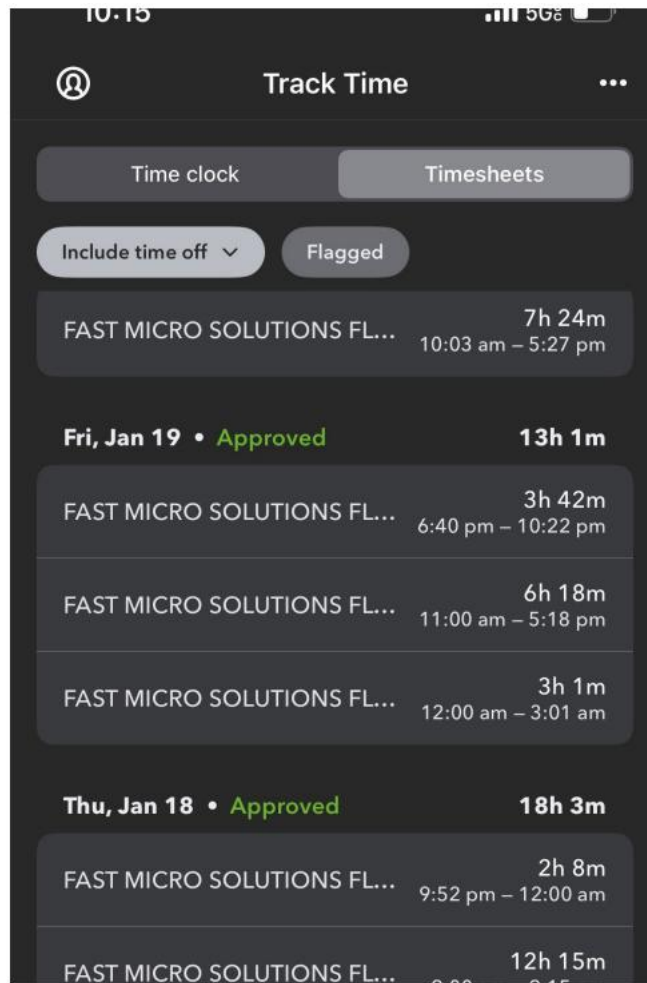 10:15 5G
Track Time
Time clock Timesheets
Include time off Flagged
FAST MICRO SOLUTIONS FL... 7h 24m
10:03 am – 5:27 pm
Fri, Jan 19 • Approved 13h 1m
FAST MICRO SOLUTIONS FL... 3h 42m
6:40 pm – 10:22 pm
FAST MICRO SOLUTIONS FL... 6h 18m
11:00 am – 5:18 pm
FAST MICRO SOLUTIONS FL... 3h 1m
12:00 am – 3:01 am
Thu, Jan 18 • Approved 18h 3m
FAST MICRO SOLUTIONS FL... 2h 8m
9:52 pm – 12:00 am
FAST MICRO SOLUTIONS FL... 12h 15m